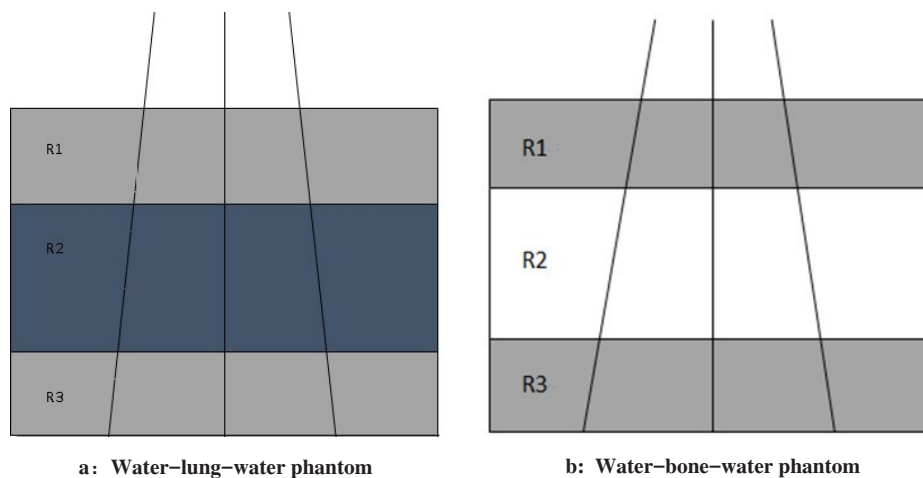 R1
R2
R3
a: Water-lung-water phantom
R1
R2
R3
b: Water-bone-water phantom